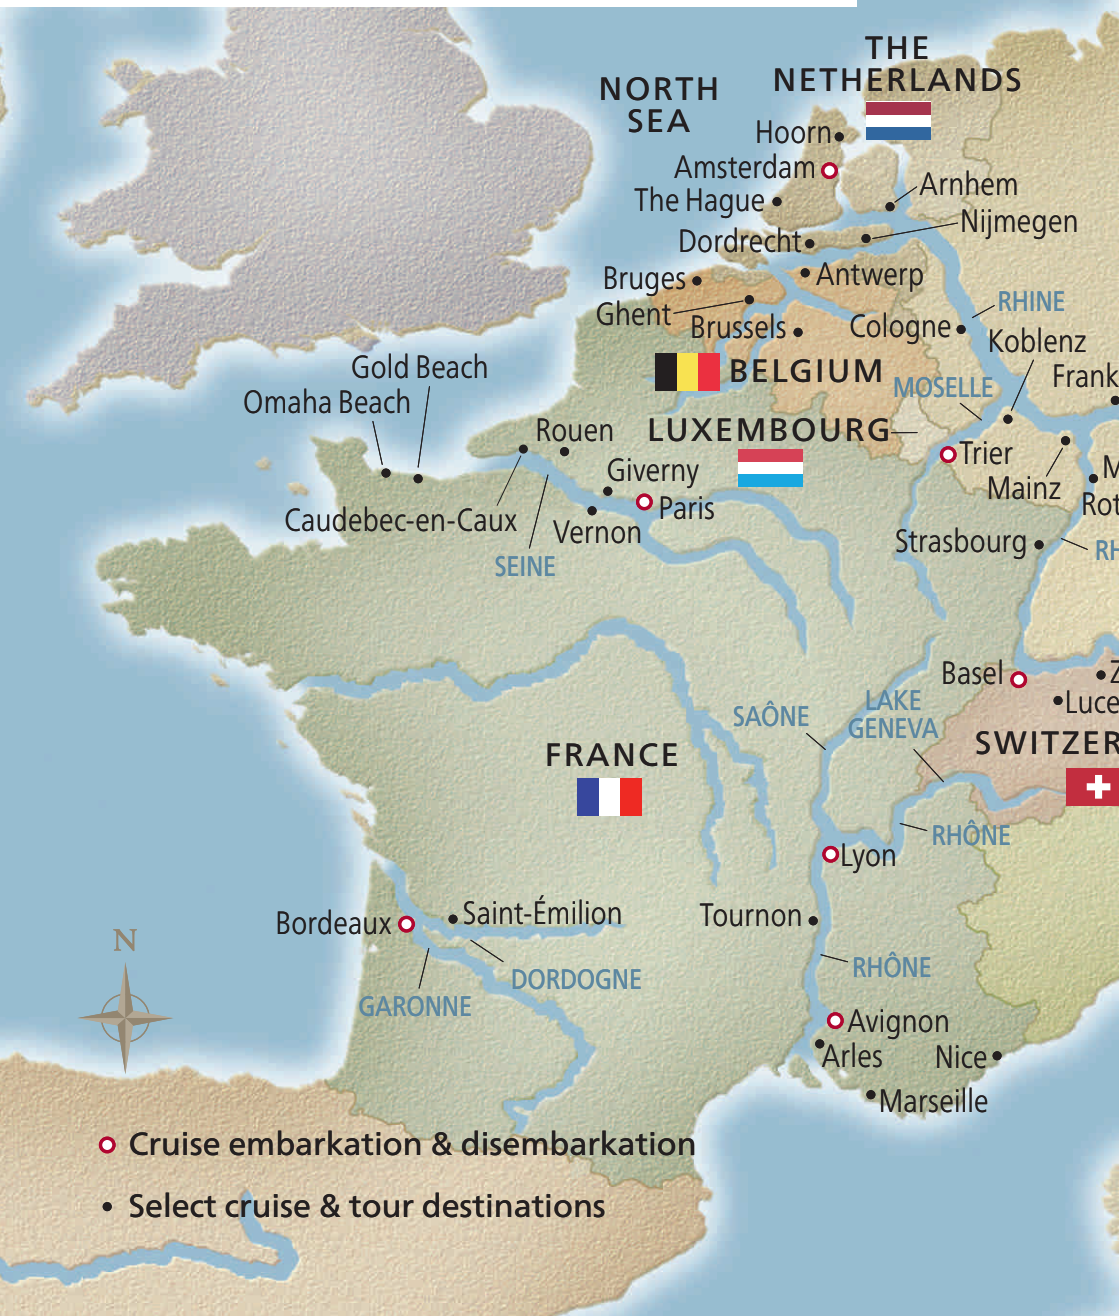 THE
NETHERLANDS
NORTH
SEA
Hoorn
Amsterdam
Arnhem
The Hague
Nijmegen
Dordrecht
Bruges
Antwerp
Ghent
RHINE
Brussels
Cologne
Koblenz
Gold Beach
BELGIUM
MOSELLE
Frank
Omaha Beach
Rouen
LUXEMBOURG
Trier
Giverny
M
Mainz
Paris
Rot
Caudebec-en-Caux
Vernon
Strasbourg
RH
SEINE
Basel
Z
LAKE
GENEVA
Luce
SAÔNE
SWITZER
FRANCE
RHÔNE
Lyon
Bordeaux
Saint-Émilion
Tournon
N
RHÔNE
DORDOGNE
GARONNE
Avignon
Arles
Nice
Marseille
Cruise embarkation & disembarkation
Select cruise & tour destinations